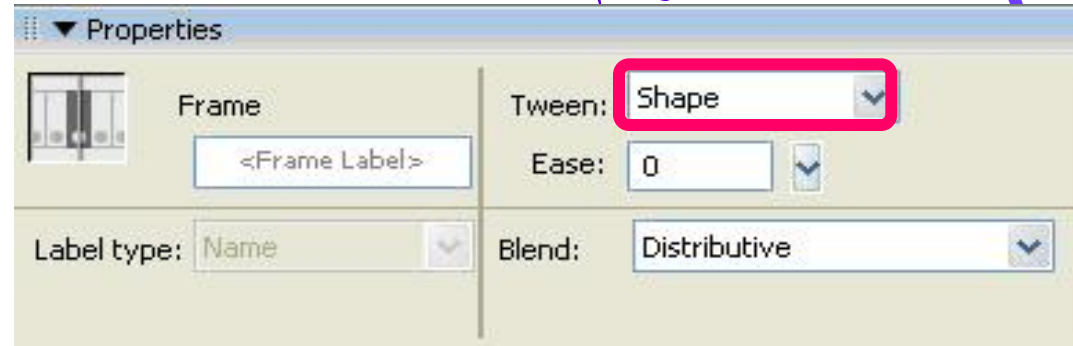 Properties
Frame
Tween: Shape
<Frame Label>
Ease: 0
Label type: Name
Blend: Distributive